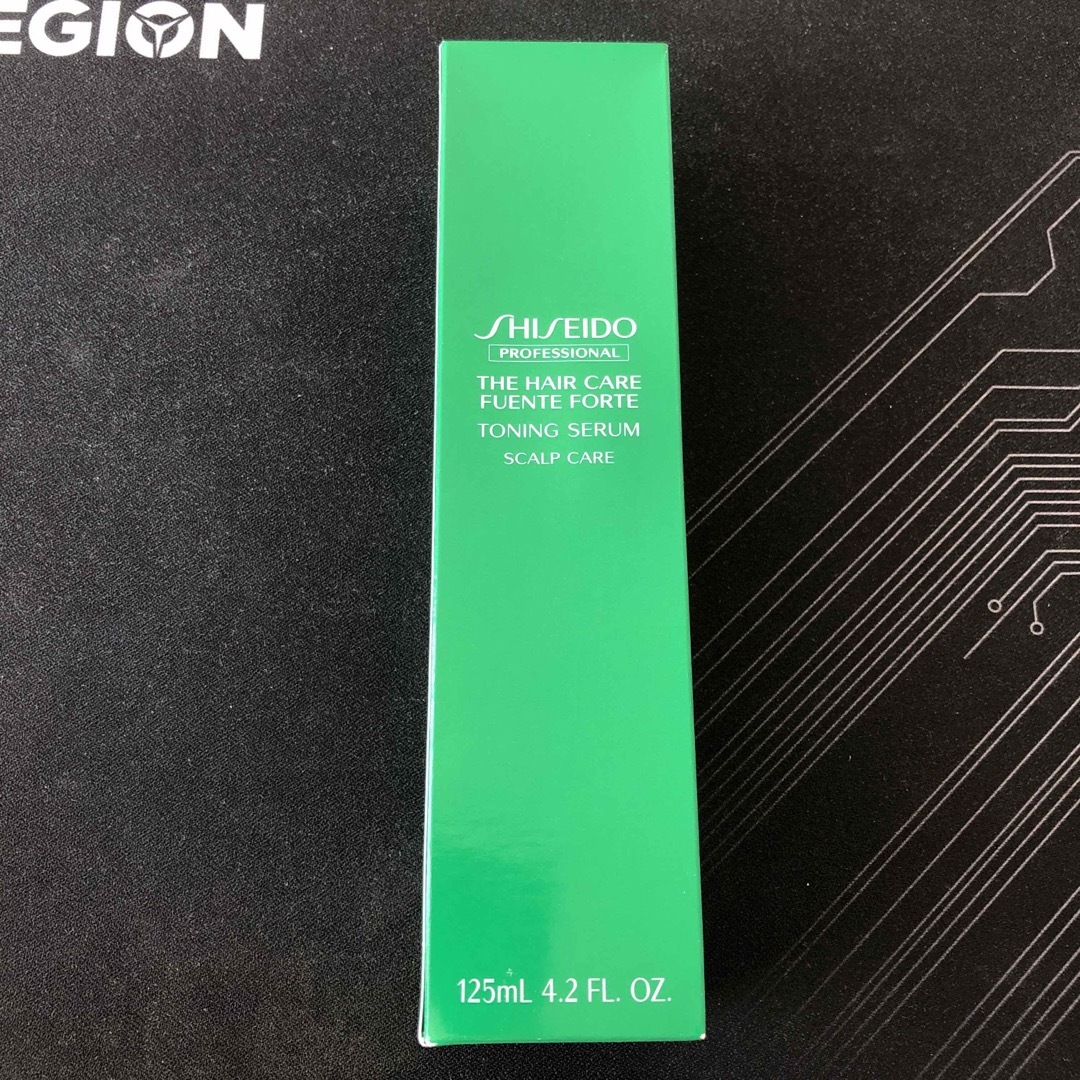 EGION
SHISEIDO
PROFESSIONAL
THE HAIR CARE
FUENTE FORTE
TONING SERUM
SCALP CARE
125mL 4.2 FL. OZ.